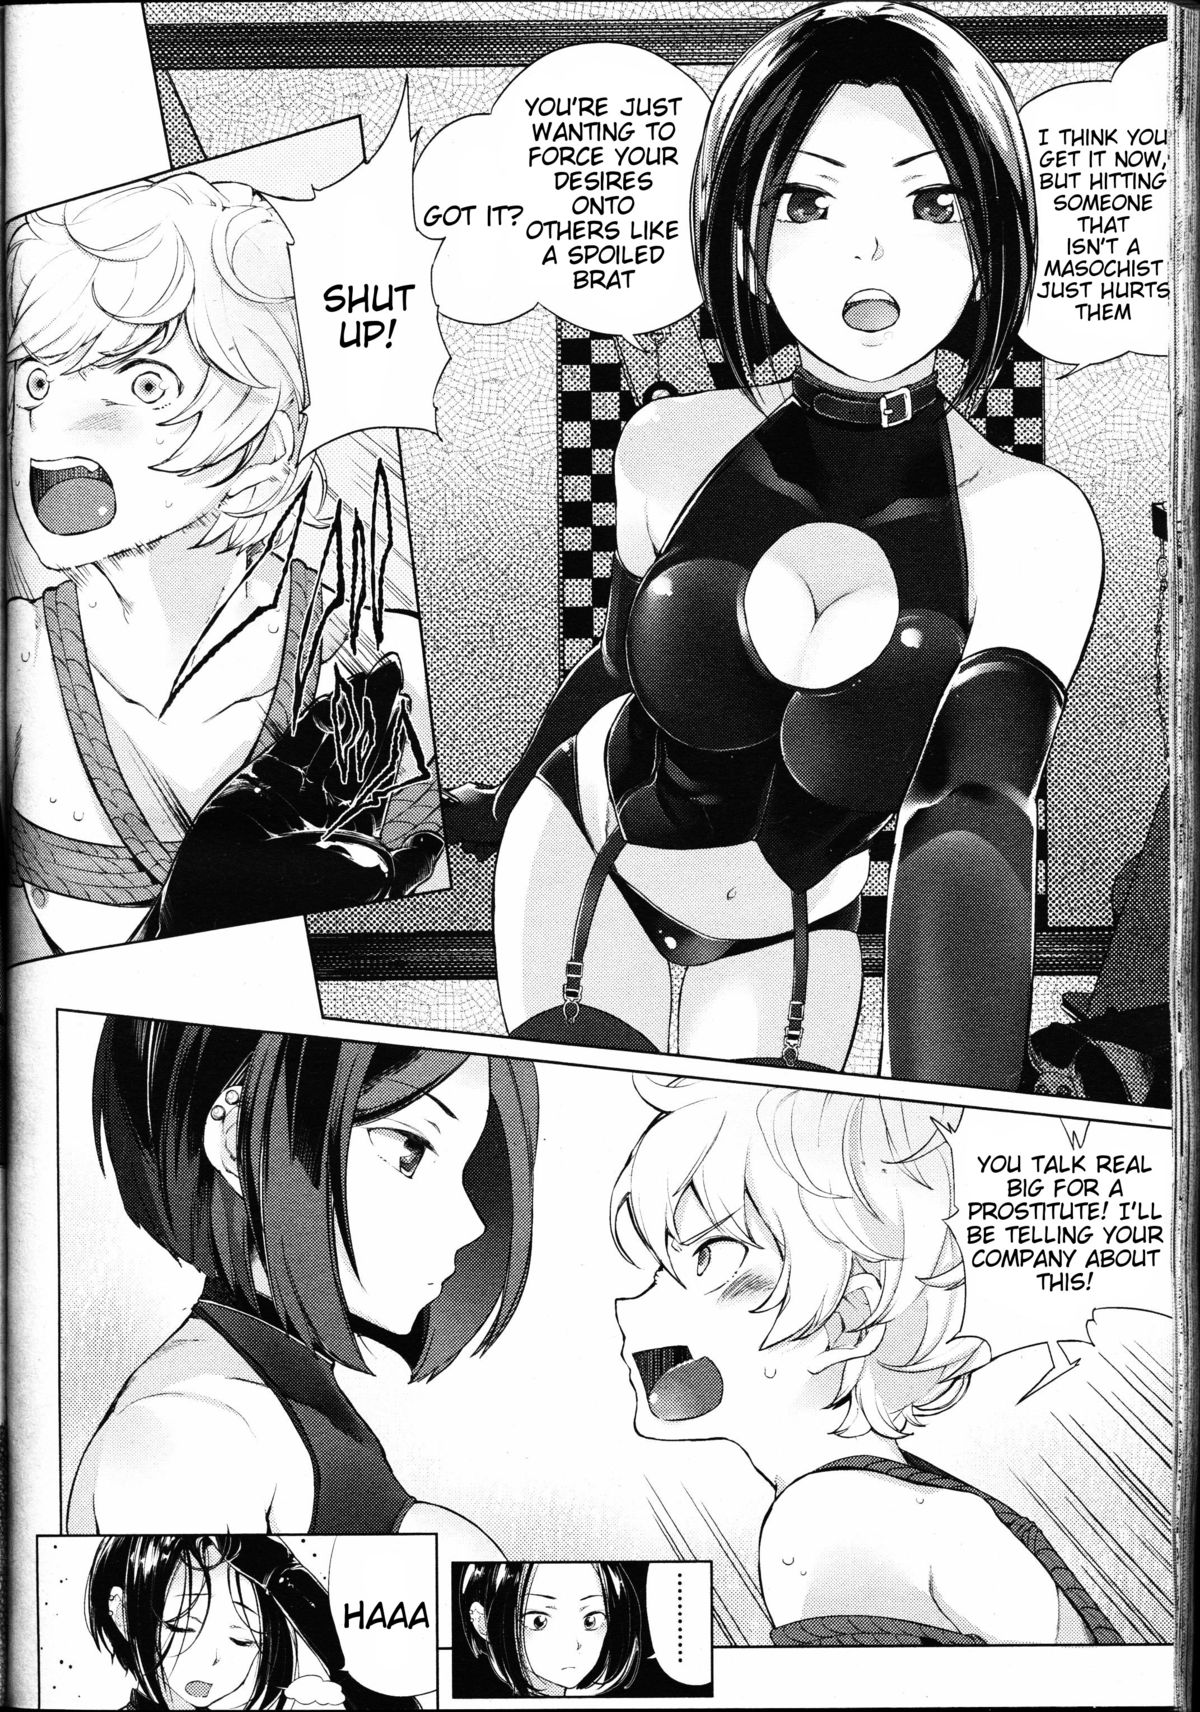 I THINK YOU
GET IT NOW,
BUT HITTING
SOMEONE
THAT
ISN'T A
MASOCHIST
JUST HURTS
THEM
YOU'RE JUST
WANTING TO
FORCE YOUR
DESIRES
ONTO
OTHERS LIKE
A SPOILED
BRAT
GOT IT?
SHUT
UP!
YOU TALK REAL
BIG FOR A
PROSTITUTE! I'LL
BE TELLING YOUR
COMPANY ABOUT
THIS!
.........
HAAA